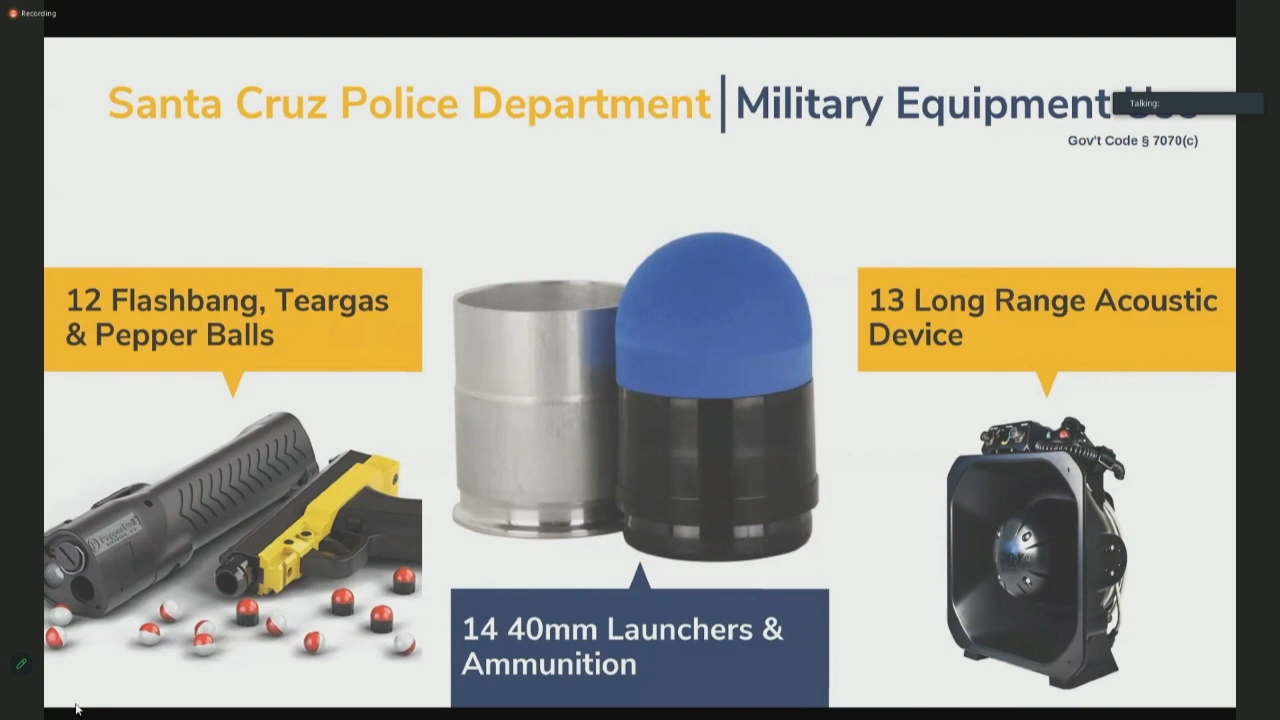 Recording
Santa Cruz Police Department Military Equipment
Talking:
Gov't Code § 7070(c)
12 Flashbang, Teargas
& Pepper Balls
13 Long Range Acoustic
Device
14 40mm Launchers &
Ammunition